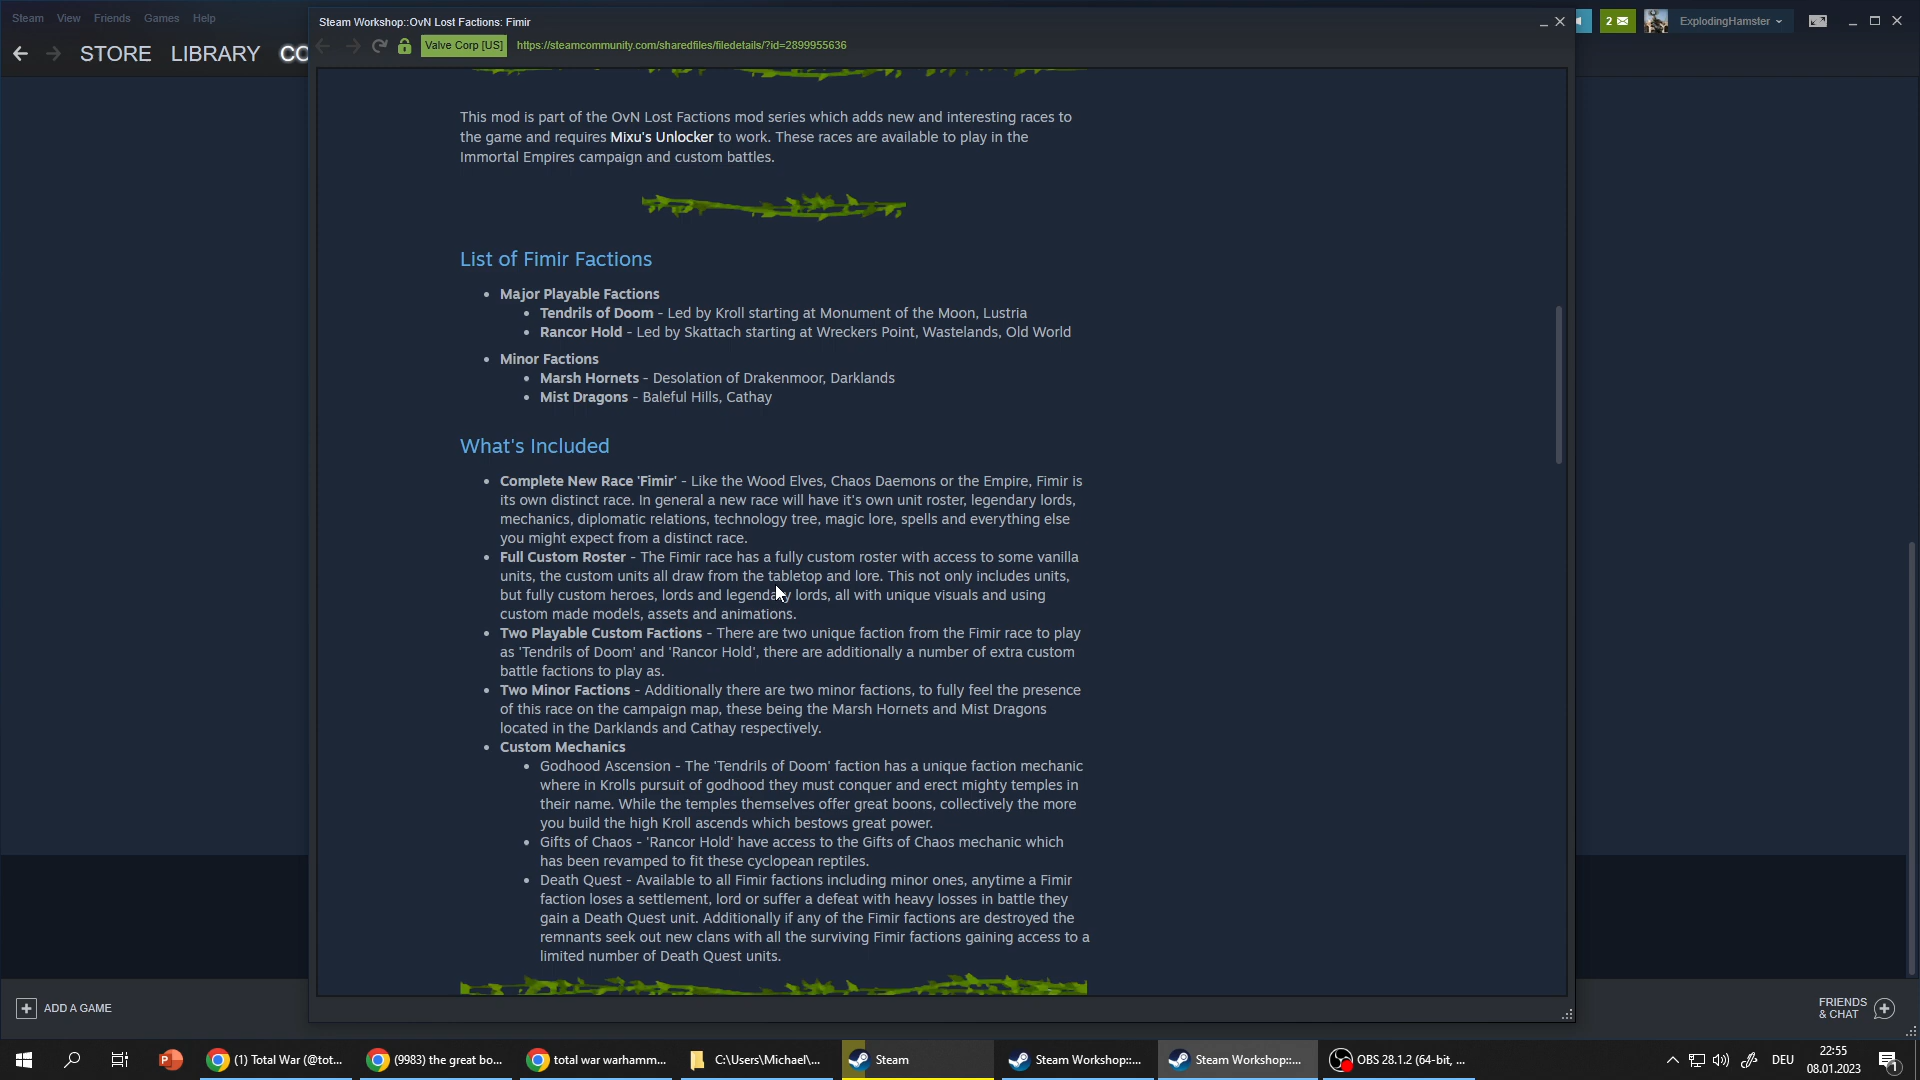 Steam View Friends Games Help
Steam Workshop::OvN Lost Factions: Fimir
2
ExplodingHamster
STORE LIBRARY CO
Valve Corp [US] https://steamcommunity.com/sharedfiles/filedetails/?id=2899955636
This mod is part of the OvN Lost Factions mod series which adds new and interesting races to
the game and requires Mixu's Unlocker to work. These races are available to play in the
Immortal Empires campaign and custom battles.
List of Fimir Factions
• Major Playable Factions
• Tendrils of Doom - Led by Kroll starting at Monument of the Moon, Lustria
• Rancor Hold - Led by Skattach starting at Wreckers Point, Wastelands, Old World
• Minor Factions
• Marsh Hornets - Desolation of Drakenmoor, Darklands
• Mist Dragons - Baleful Hills, Cathay
What's Included
• Complete New Race 'Fimir' - Like the Wood Elves, Chaos Daemons or the Empire, Fimir is
its own distinct race. In general a new race will have it's own unit roster, legendary lords,
mechanics, diplomatic relations, technology tree, magic lore, spells and everything else
you might expect from a distinct race.
• Full Custom Roster - The Fimir race has a fully custom roster with access to some vanilla
units, the custom units all draw from the tabletop and lore. This not only includes units,
but fully custom heroes, lords and legendary lords, all with unique visuals and using
custom made models, assets and animations.
• Two Playable Custom Factions - There are two unique faction from the Fimir race to play
as 'Tendrils of Doom' and 'Rancor Hold', there are additionally a number of extra custom
battle factions to play as.
• Two Minor Factions - Additionally there are two minor factions, to fully feel the presence
of this race on the campaign map, these being the Marsh Hornets and Mist Dragons
located in the Darklands and Cathay respectively.
• Custom Mechanics
• Godhood Ascension - The 'Tendrils of Doom' faction has a unique faction mechanic
where in Krolls pursuit of godhood they must conquer and erect mighty temples in
their name. While the temples themselves offer great boons, collectively the more
you build the high Kroll ascends which bestows great power.
• Gifts of Chaos - 'Rancor Hold' have access to the Gifts of Chaos mechanic which
has been revamped to fit these cyclopean reptiles.
• Death Quest - Available to all Fimir factions including minor ones, anytime a Fimir
faction loses a settlement, lord or suffer a defeat with heavy losses in battle they
gain a Death Quest unit. Additionally if any of the Fimir factions are destroyed the
remnants seek out new clans with all the surviving Fimir factions gaining access to a
limited number of Death Quest units.
ADD A GAME
FRIENDS
& CHAT
(1) Total War (@tot... (9983) the great bo... total war warhamm... C:\Users\Michael\... Steam Steam Workshop::... Steam Workshop::... OBS 28.1.2 (64-bit, ...
DEU
22:55
08.01.2023
1